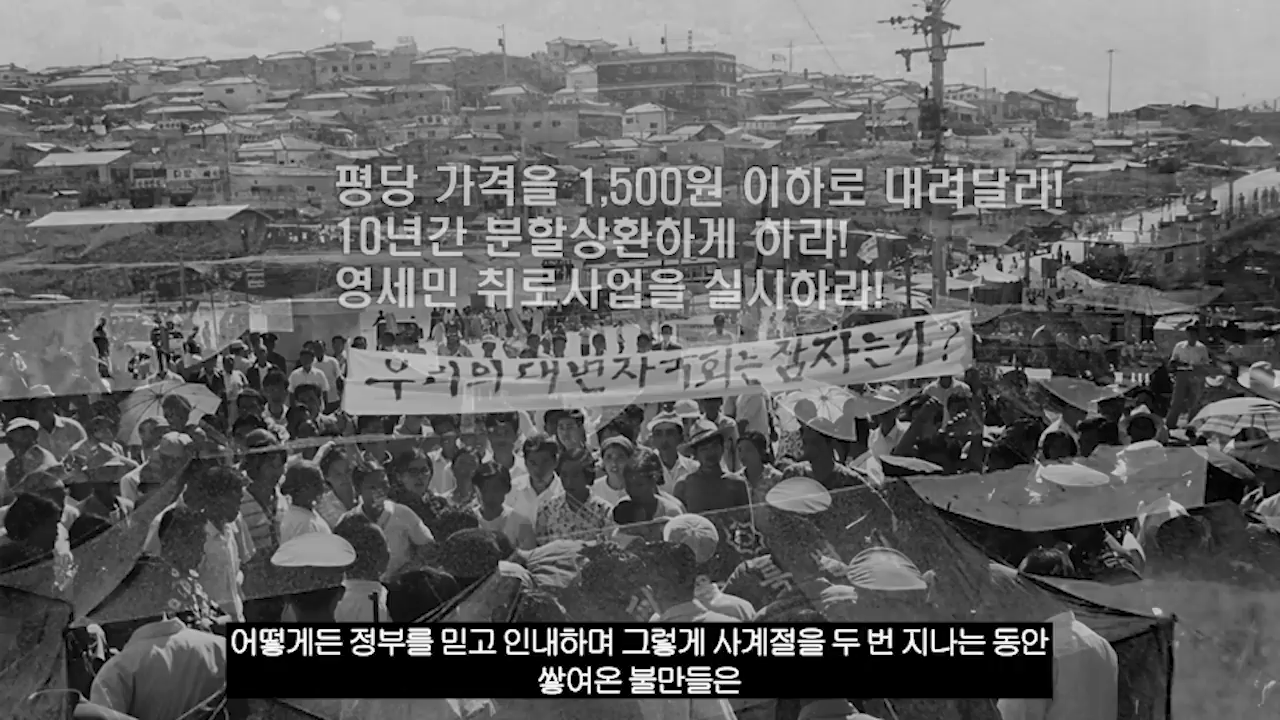 평당 가격을 1,500원 이하로 내려달라!
10년간 분할상환하게 하라!
영세민 취로사업을 실시하라!
우리의 대변자 국회는 잠자는가?
어떻게든 정부를 믿고 인내하며 그렇게 사계절을 두 번 지나는 동안
쌓여온 불만들은